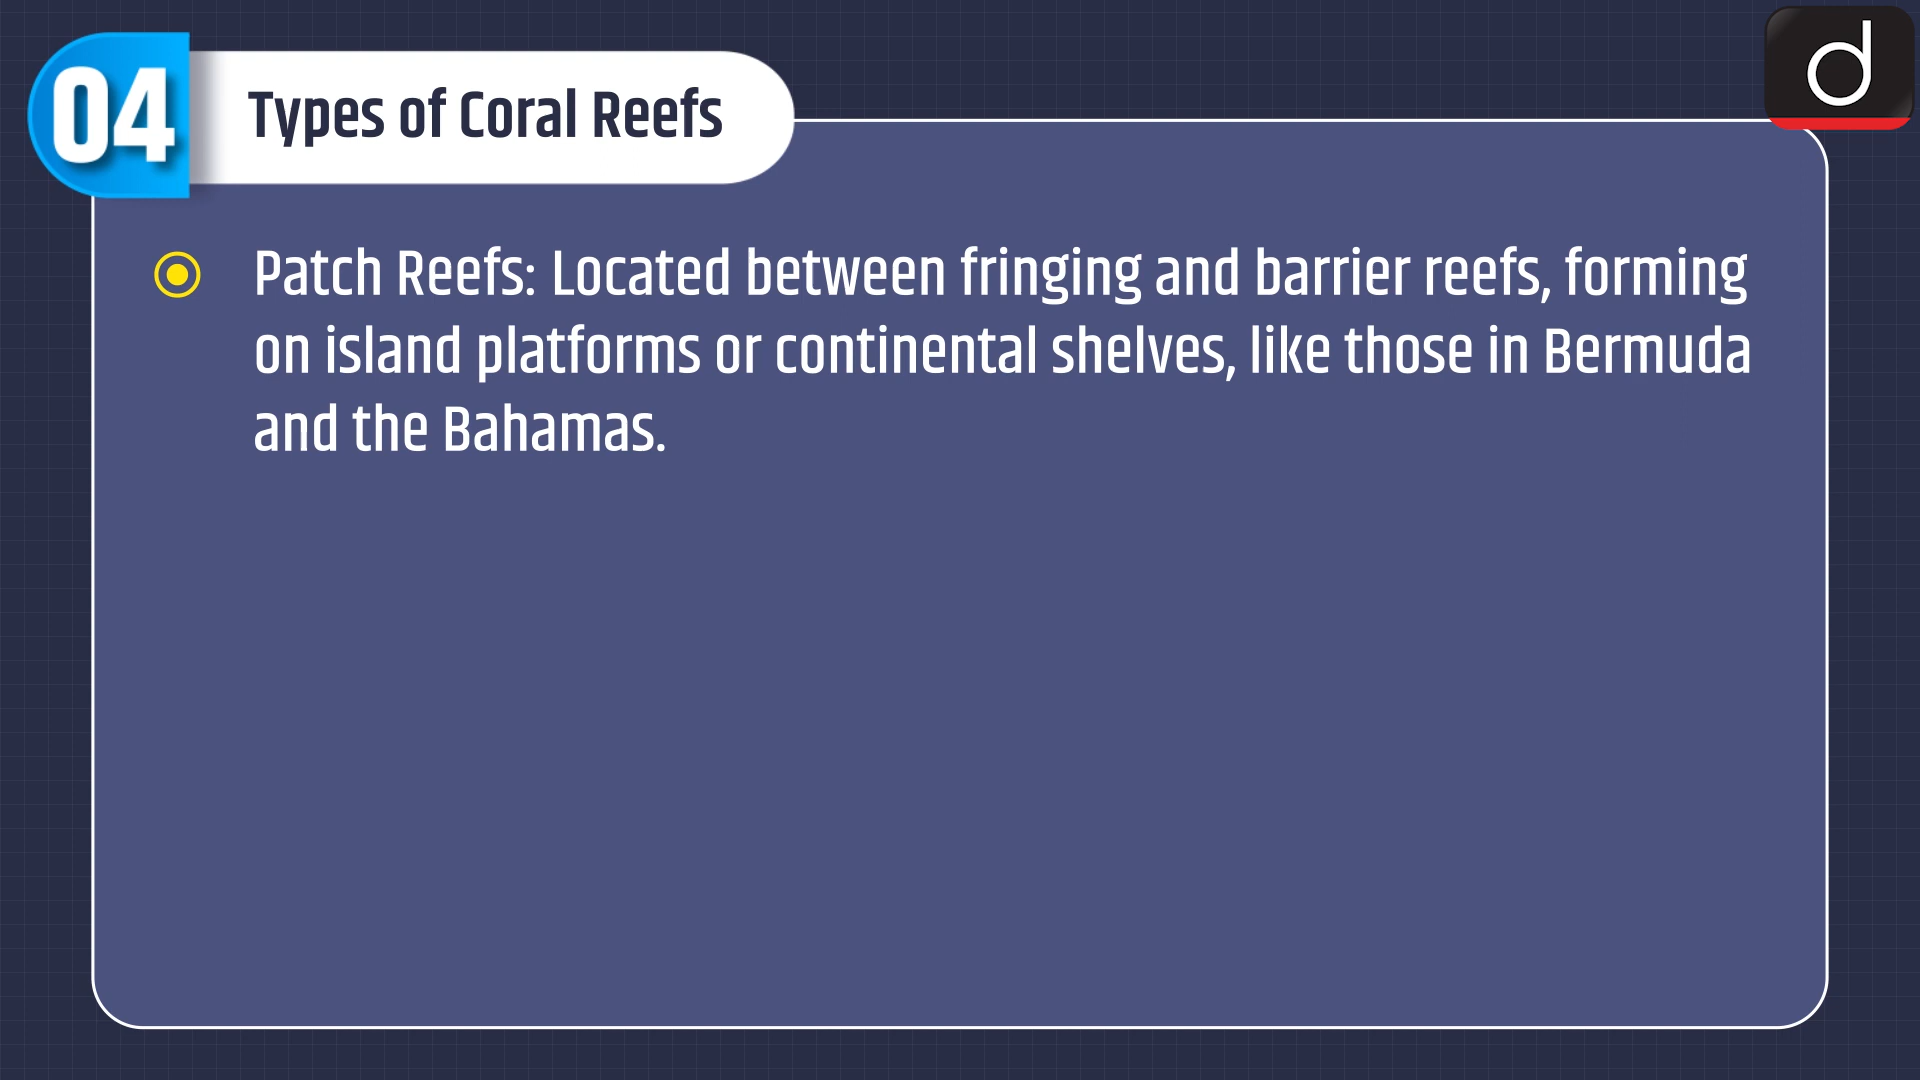 04
Types of Coral Reefs
d
Patch Reefs: Located between fringing and barrier reefs, forming
on island platforms or continental shelves, like those in Bermuda
and the Bahamas.